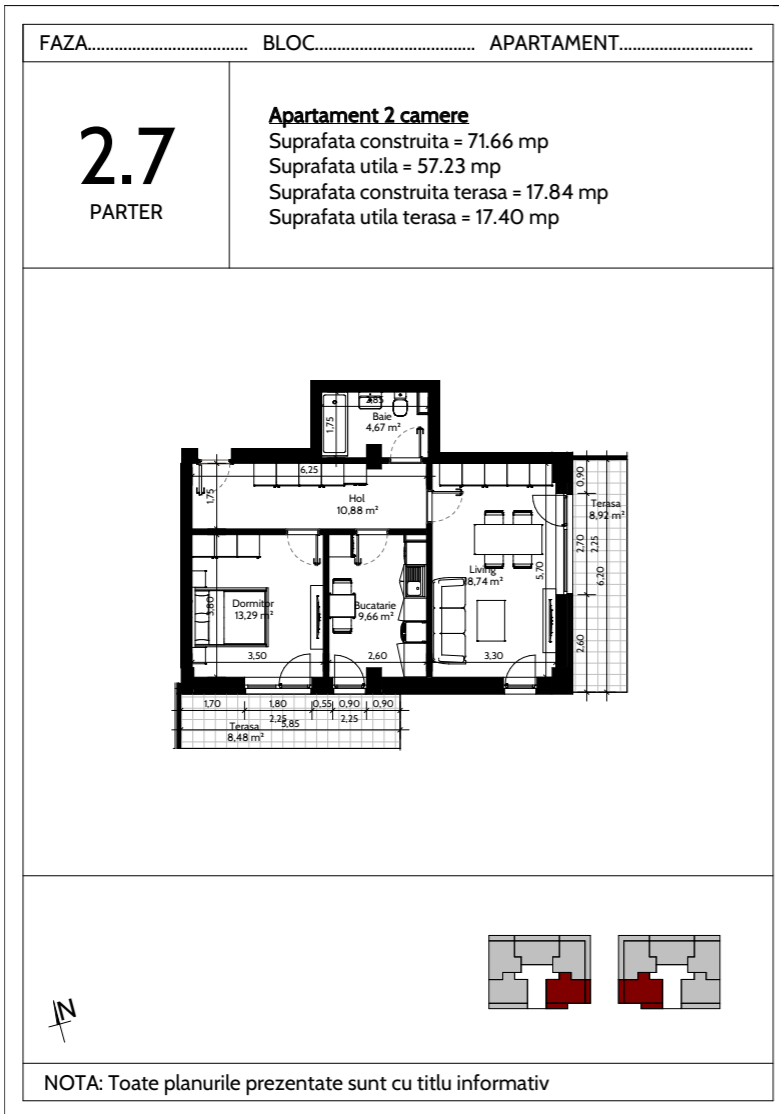 FAZA.................................. BLOC.................................. APARTAMENT............................
2.7
PARTER
Apartament 2 camere
Suprafata construita = 71.66 mp
Suprafata utila = 57.23 mp
Suprafata construita terasa = 17.84 mp
Suprafata utila terasa = 17.40 mp
2,85
Baie
4,67 m²
1,75
6,25
Hol
10,88 m²
1,75
Terasa
8,92 m²
0,90
2,70
2,25
6,20
2,60
Living
18,74 m²
5,70
3,30
Dormitor
13,29 m²
3,80
3,50
Bucatarie
9,66 m²
2,60
1,70 1,80 0,55 0,90 0,90
2,25 5,85 2,25
Terasa
8,48 m²
N
NOTA: Toate planurile prezentate sunt cu titlu informativ